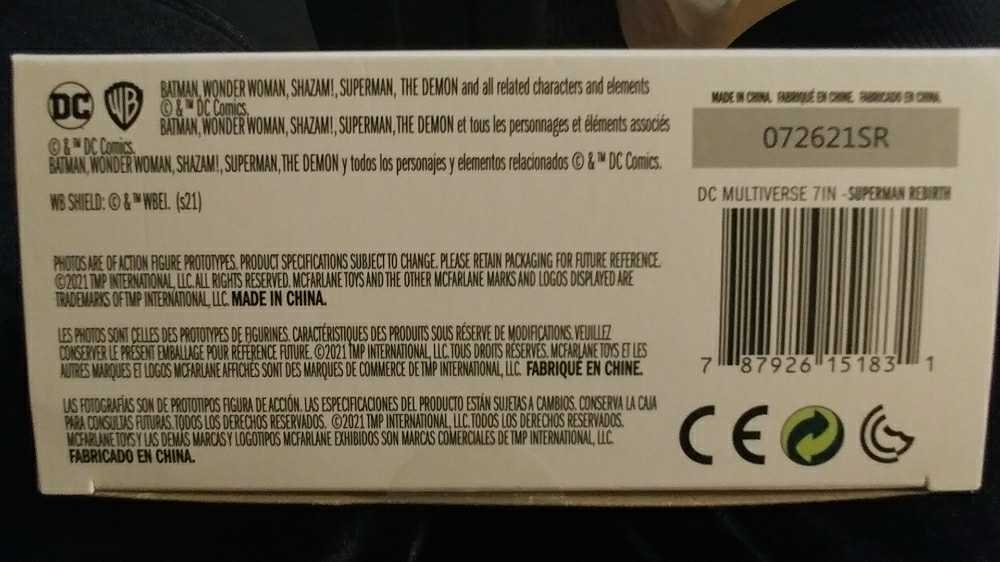 DC WB
BATMAN, WONDER WOMAN, SHAZAM!, SUPERMAN, THE DEMON and all related characters and elements
© & ™ DC Comics.
BATMAN, WONDER WOMAN, SHAZAM!, SUPERMAN, THE DEMON et tous les personnages et éléments associés
© & ™ DC Comics.
BATMAN, WONDER WOMAN, SHAZAM!, SUPERMAN, THE DEMON y todos los personajes y elementos relacionados © & ™ DC Comics.
WB SHIELD: © & ™ WBEI. (s21)
PHOTOS ARE OF ACTION FIGURE PROTOTYPES. PRODUCT SPECIFICATIONS SUBJECT TO CHANGE. PLEASE RETAIN PACKAGING FOR FUTURE REFERENCE.
©2021 TMP INTERNATIONAL, LLC. ALL RIGHTS RESERVED. MCFARLANE TOYS AND THE OTHER MCFARLANE MARKS AND LOGOS DISPLAYED ARE
TRADEMARKS OF TMP INTERNATIONAL, LLC. MADE IN CHINA.
LES PHOTOS SONT CELLES DES PROTOTYPES DE FIGURINES. CARACTÉRISTIQUES DES PRODUITS SOUS RÉSERVE DE MODIFICATIONS. VEUILLEZ
CONSERVER LE PRÉSENT EMBALLAGE POUR RÉFÉRENCE FUTURE. ©2021 TMP INTERNATIONAL, LLC. TOUS DROITS RÉSERVÉS. MCFARLANE TOYS ET LES
AUTRES MARQUES ET LOGOS MCFARLANE AFFICHÉS SONT DES MARQUES DE COMMERCE DE TMP INTERNATIONAL, LLC. FABRIQUÉ EN CHINE.
LAS FOTOGRAFÍAS SON DE PROTOTIPOS FIGURA DE ACCIÓN. LAS ESPECIFICACIONES DEL PRODUCTO ESTÁN SUJETAS A CAMBIOS. CONSERVA LA CAJA
PARA CONSULTAS FUTURAS. TODOS LOS DERECHOS RESERVADOS. ©2021 TMP INTERNATIONAL, LLC. TODOS LOS DERECHOS RESERVADOS.
MCFARLANE TOYS Y LAS DEMÁS MARCAS Y LOGOTIPOS MCFARLANE EXHIBIDOS SON MARCAS COMERCIALES DE TMP INTERNATIONAL, LLC.
FABRICADO EN CHINA.
MADE IN CHINA. FABRIQUÉ EN CHINE. FABRICADO EN CHINA.
072621SR
DC MULTIVERSE 7IN - SUPERMAN REBIRTH
7 87926 15183 1
CE